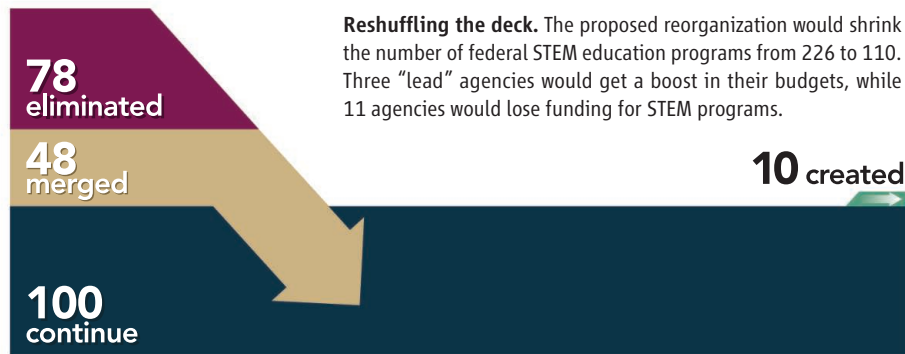 Reshuffling the deck. The proposed reorganization would shrink
the number of federal STEM education programs from 226 to 110.
Three “lead” agencies would get a boost in their budgets, while
11 agencies would lose funding for STEM programs.
78
eliminated
48
merged
10 created
100
continue